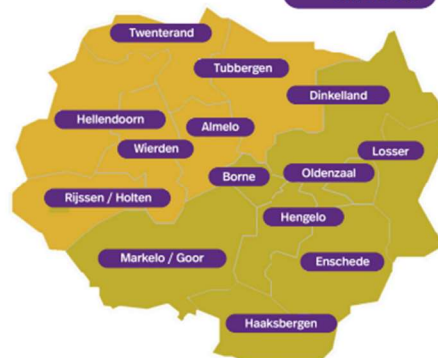 Twenterand
Tubbergen
Dinkelland
Hellendoorn
Almelo
Wierden
Losser
Borne
Oldenzaal
Rijssen / Holten
Hengelo
Markelo / Goor
Enschede
Haaksbergen